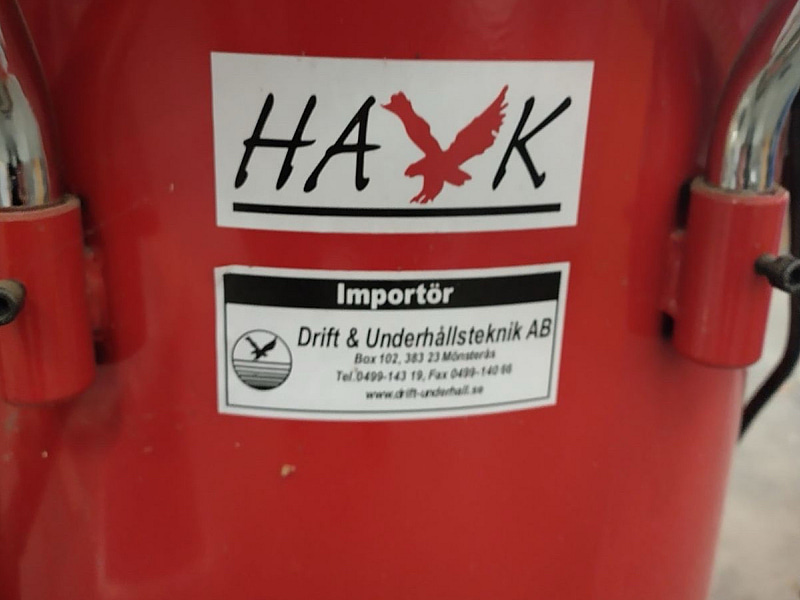 HAWK
Importör
Drift & Underhållsteknik AB
Box 102, 383 23 Mönsterås
Tel.0499-143 19, Fax 0499-140 66
www.drift-underhall.se